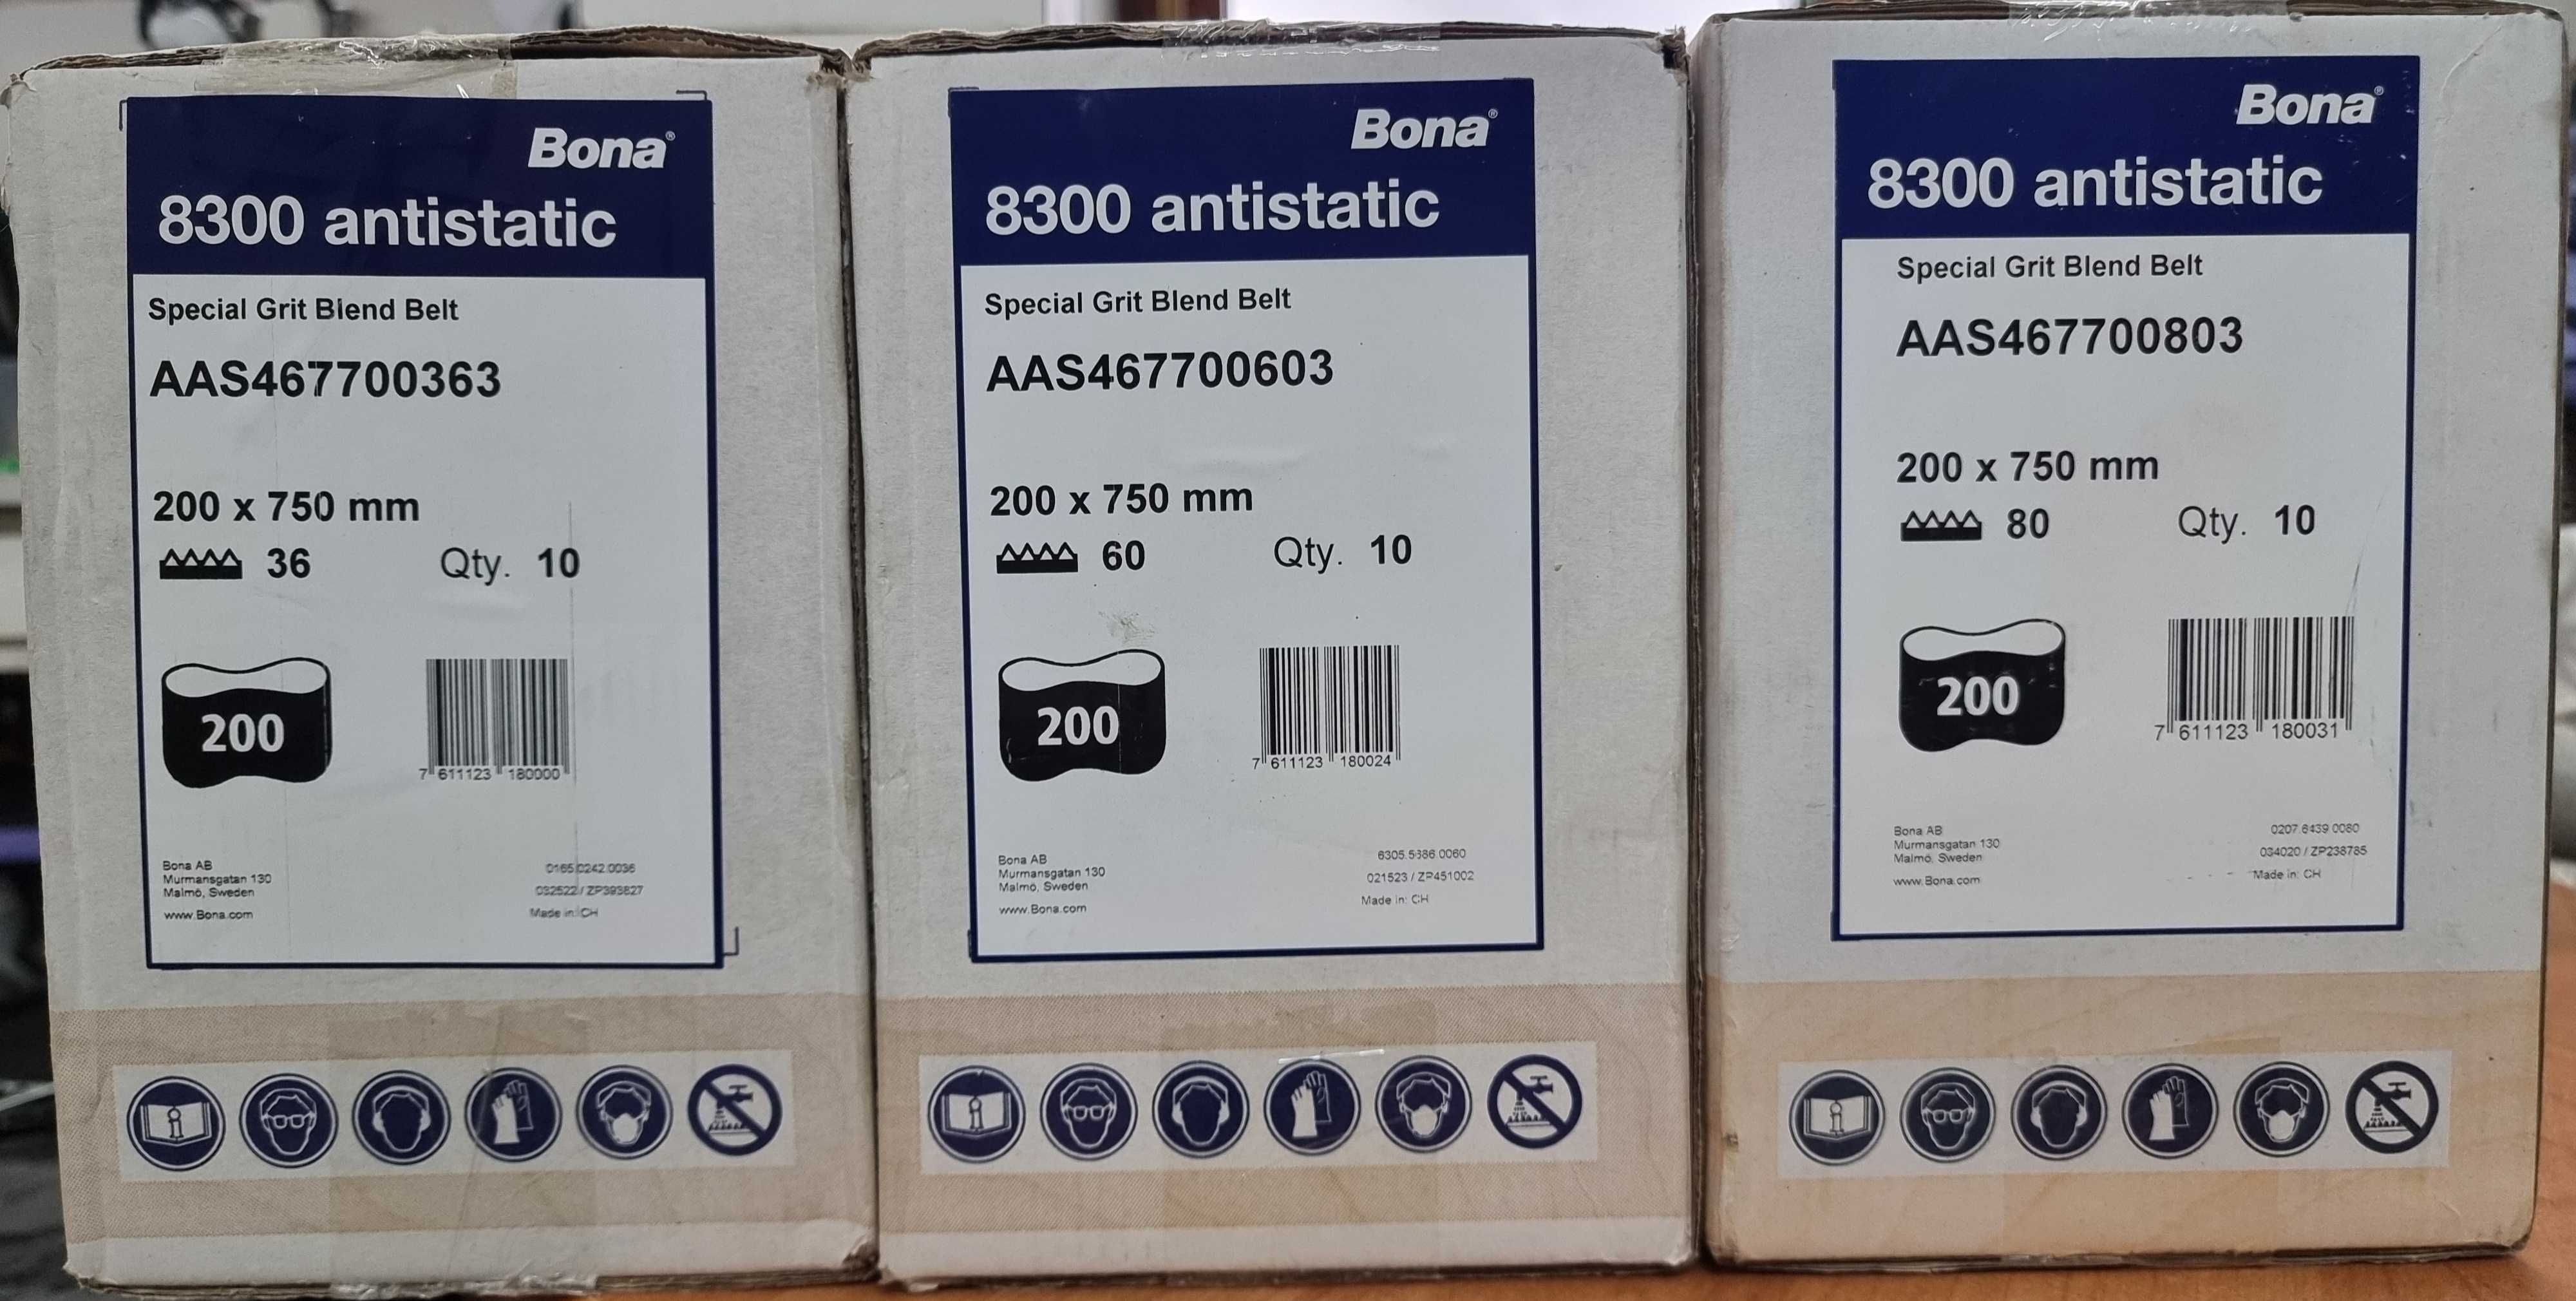 Bona®
8300 antistatic
Special Grit Blend Belt
AAS467700363
200 x 750 mm
36 Qty. 10
200
7 611123 180000
Bona AB
Murmansgatan 130
Malmö, Sweden
www.Bona.com
0165.0242.0036
032522 / ZP393827
Made in: CH
Bona®
8300 antistatic
Special Grit Blend Belt
AAS467700603
200 x 750 mm
60 Qty. 10
200
7 611123 180024
Bona AB
Murmansgatan 130
Malmö, Sweden
www.Bona.com
6305.5386.0060
021523 / ZP451002
Made in: CH
Bona®
8300 antistatic
Special Grit Blend Belt
AAS467700803
200 x 750 mm
80 Qty. 10
200
7 611123 180031
Bona AB
Murmansgatan 130
Malmö, Sweden
www.Bona.com
034020 / ZP238785
Made in: CH